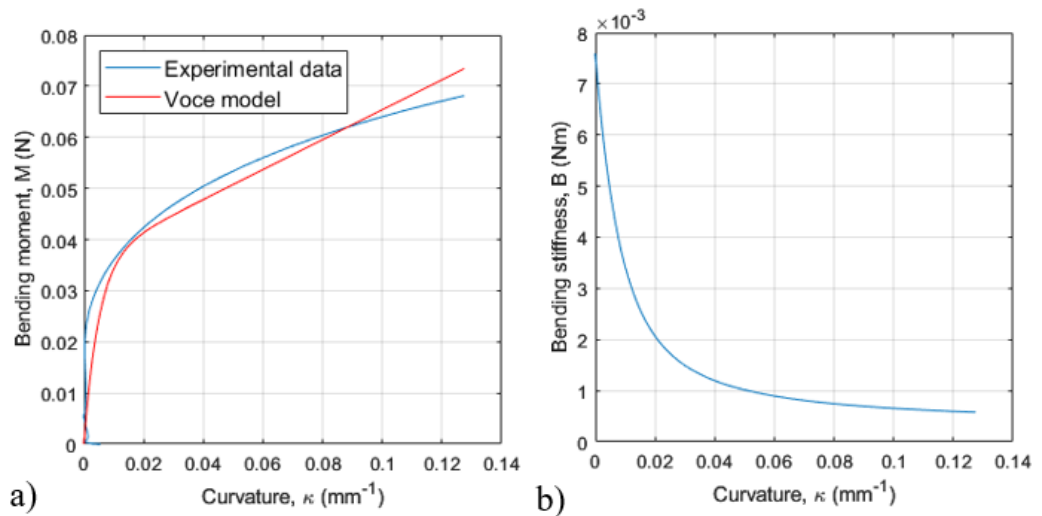 0.08
0.07
0.06
0.05
0.04
0.03
0.02
0.01
0
Bending moment, M (N)
Experimental data
Voce model
0 0.02 0.04 0.06 0.08 0.1 0.12 0.14
Curvature, κ (mm⁻¹)
a)
×10⁻³
8
7
6
5
4
3
2
1
0
Bending stiffness, B (Nm)
0 0.02 0.04 0.06 0.08 0.1 0.12 0.14
Curvature, κ (mm⁻¹)
b)